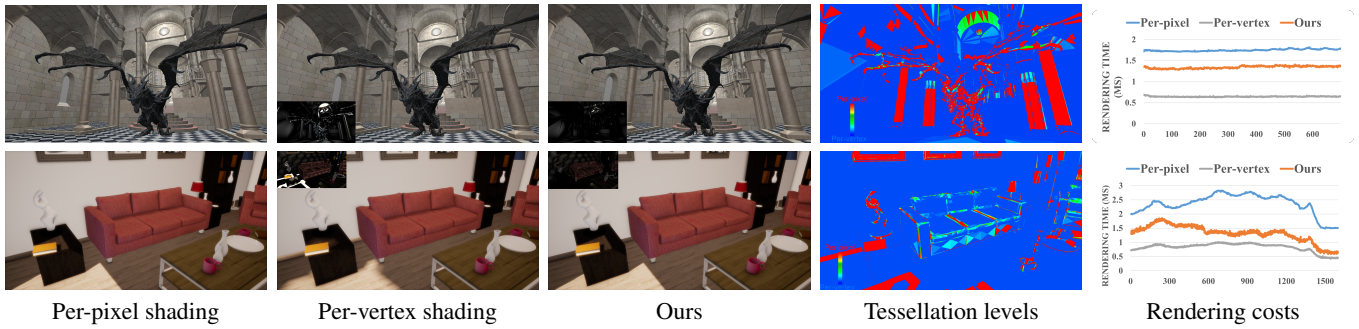 Per-pixel Per-vertex Ours
RENDERING TIME (MS)
2
1.5
1
0.5
0
0 100 200 300 400 500 600
Per-pixel Per-vertex Ours
RENDERING TIME (MS)
3
2.5
2
1.5
1
0.5
0
0 300 600 900 1200 1500
Per-pixel shading Per-vertex shading Ours Tessellation levels Rendering costs